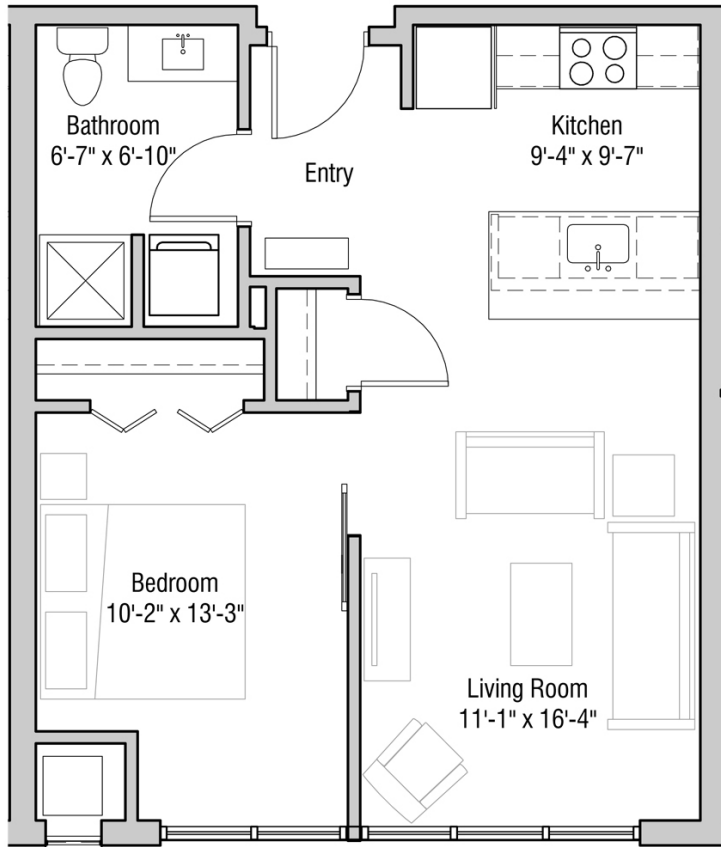 Bathroom
6'-7" x 6'-10"
Kitchen
9'-4" x 9'-7"
Entry
Bedroom
10'-2" x 13'-3"
Living Room
11'-1" x 16'-4"